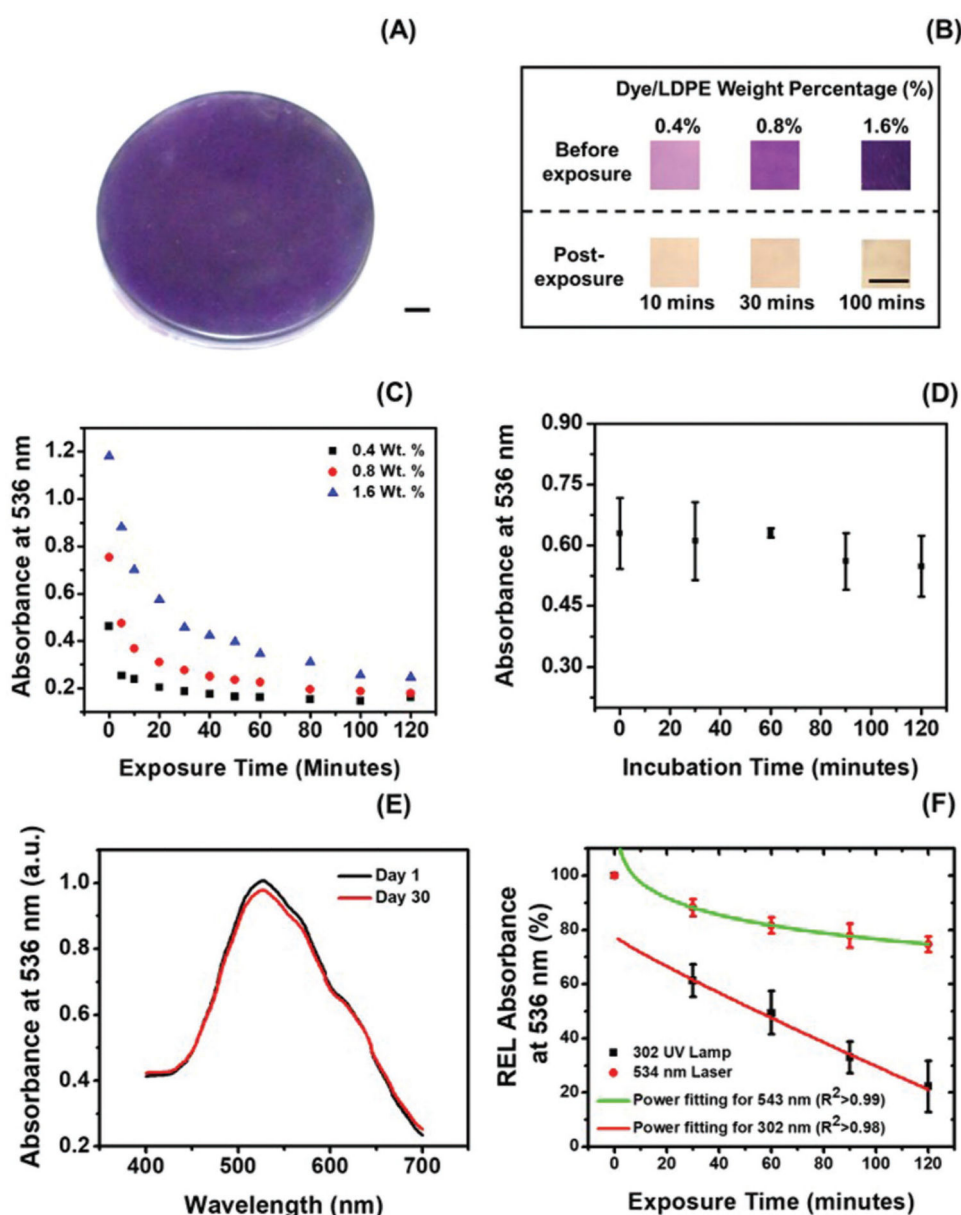 (A)
(B)
Dye/LDPE Weight Percentage (%)
0.4% 0.8% 1.6%
Before
exposure
Post-
exposure
10 mins 30 mins 100 mins
(C)
Absorbance at 536 nm
1.2
1.0
0.8
0.6
0.4
0.2
0.4 Wt. %
0.8 Wt. %
1.6 Wt. %
0 20 40 60 80 100 120
Exposure Time (Minutes)
(D)
Absorbance at 536 nm
0.90
0.75
0.60
0.45
0.30
0 20 40 60 80 100 120
Incubation Time (minutes)
(E)
Absorbance at 536 nm (a.u.)
1.0
0.8
0.6
0.4
0.2
Day 1
Day 30
400 500 600 700
Wavelength (nm)
(F)
REL Absorbance
at 536 nm (%)
100
80
60
40
20
0
302 UV Lamp
534 nm Laser
Power fitting for 543 nm (R²>0.99)
Power fitting for 302 nm (R²>0.98)
0 20 40 60 80 100 120
Exposure Time (minutes)